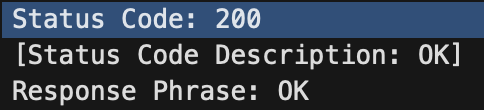 Status Code: 200
[Status Code Description: OK]
Response Phrase: OK